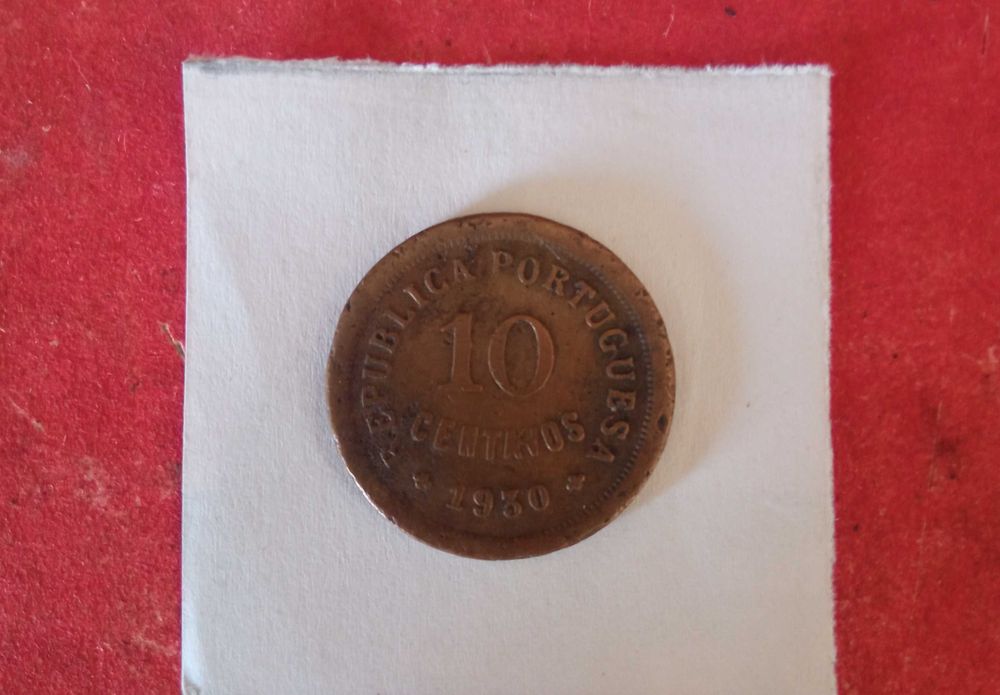 REPUBLICA PORTUGUESA
10
CENTAVOS
1930